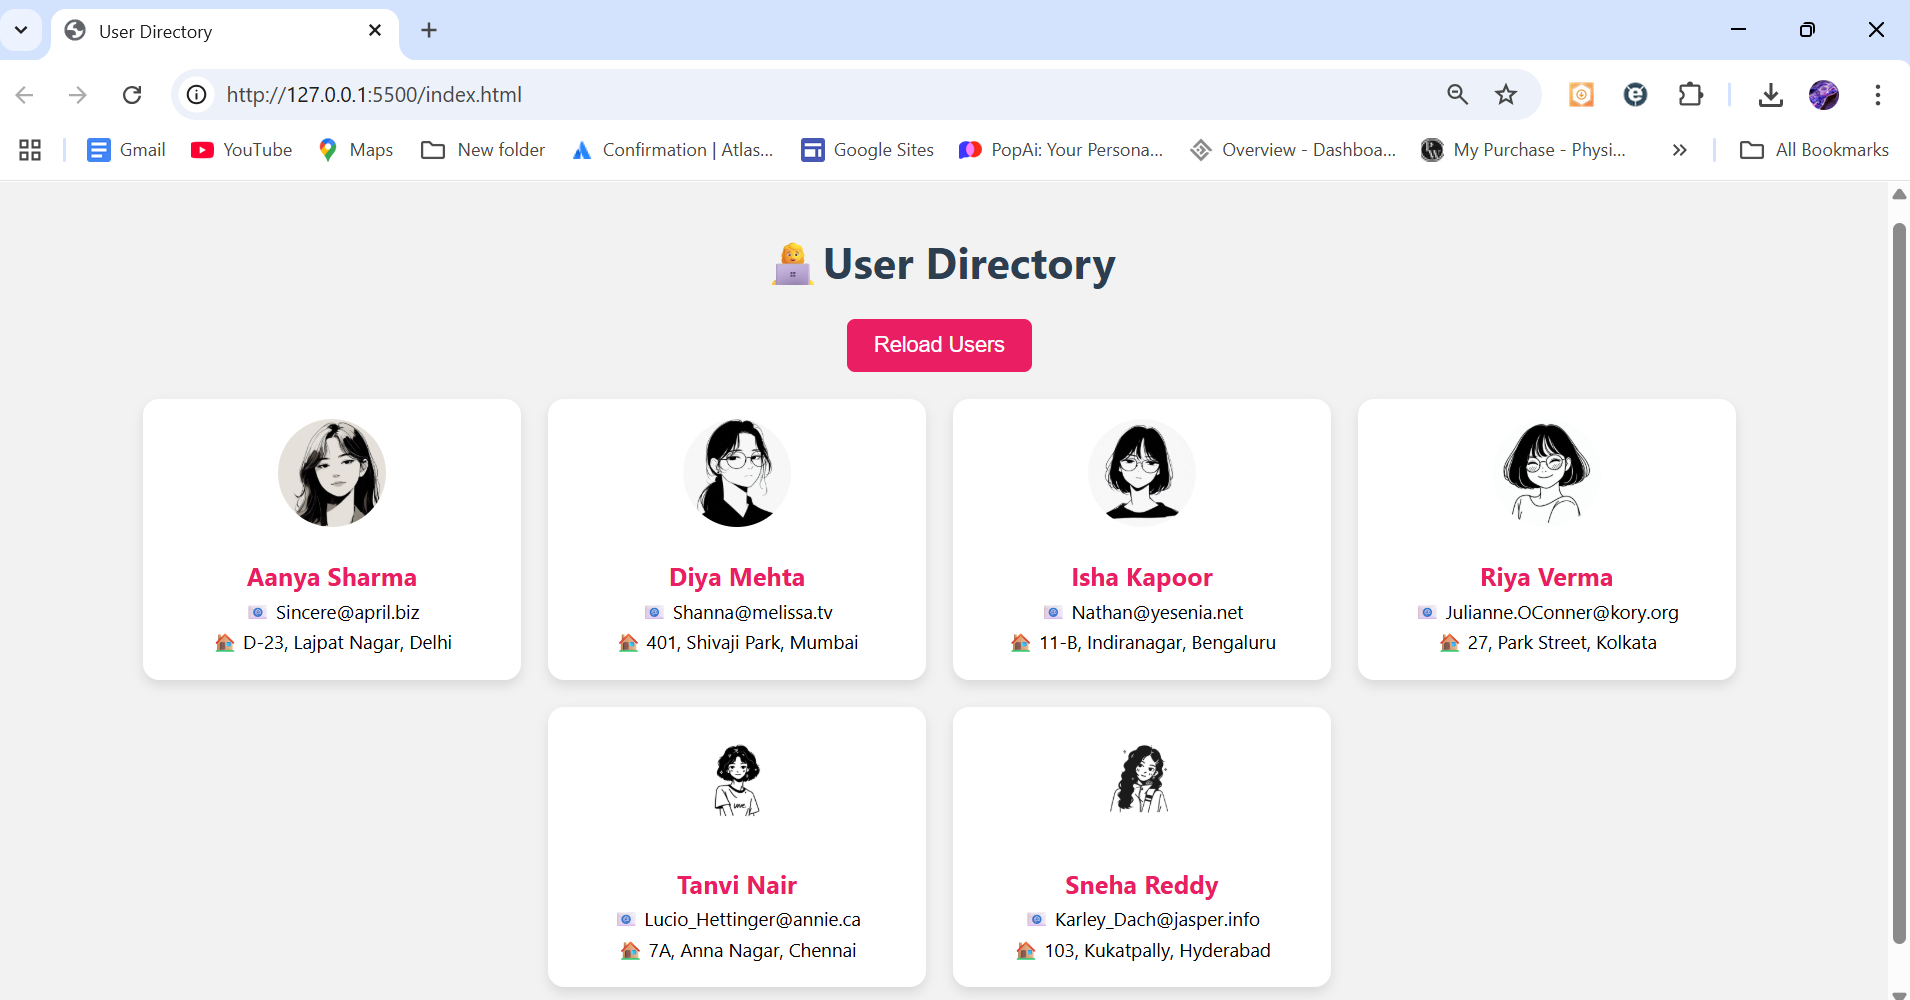 User Directory
http://127.0.0.1:5500/index.html
Gmail YouTube Maps New folder Confirmation | Atlas... Google Sites PopAi: Your Persona... Overview - Dashboa... My Purchase - Physi... » All Bookmarks
User Directory
Reload Users
Aanya Sharma
Sincere@april.biz
D-23, Lajpat Nagar, Delhi
Diya Mehta
Shanna@melissa.tv
401, Shivaji Park, Mumbai
Isha Kapoor
Nathan@yesenia.net
11-B, Indiranagar, Bengaluru
Riya Verma
Julianne.OConner@kory.org
27, Park Street, Kolkata
Tanvi Nair
Lucio_Hettinger@annie.ca
7A, Anna Nagar, Chennai
Sneha Reddy
Karley_Dach@jasper.info
103, Kukatpally, Hyderabad